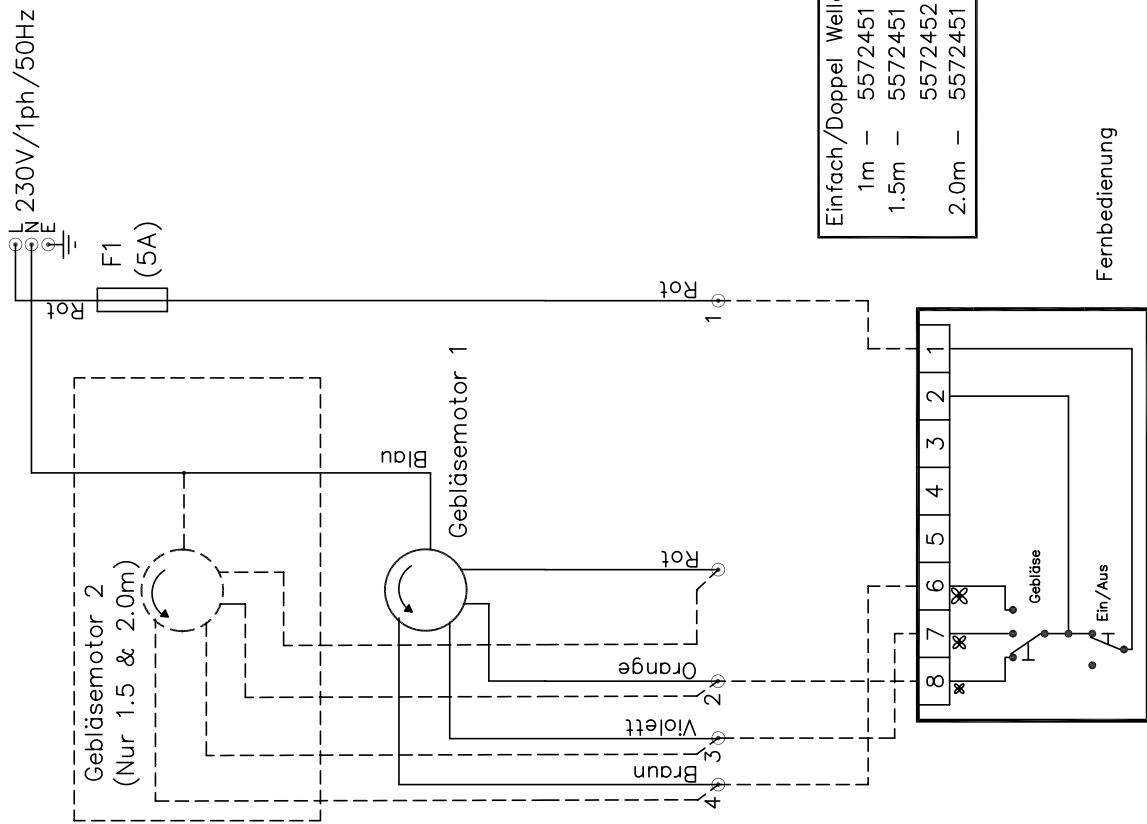 L
N 230V/1ph/50Hz
E
F1
(5A)
Rot
Rot
1
Gebläsemotor 2
(Nur 1.5 & 2.0m)
Blau
Gebläsemotor 1
Rot
Orange
2
Violett
3
Braun
4
Einfach/Doppel
1m - 5572451
1.5m - 5572451
5572452
2.0m - 5572451
Fernbedienung
8 7 6 5 4 3 2 1
Gebläse
Ein/Aus